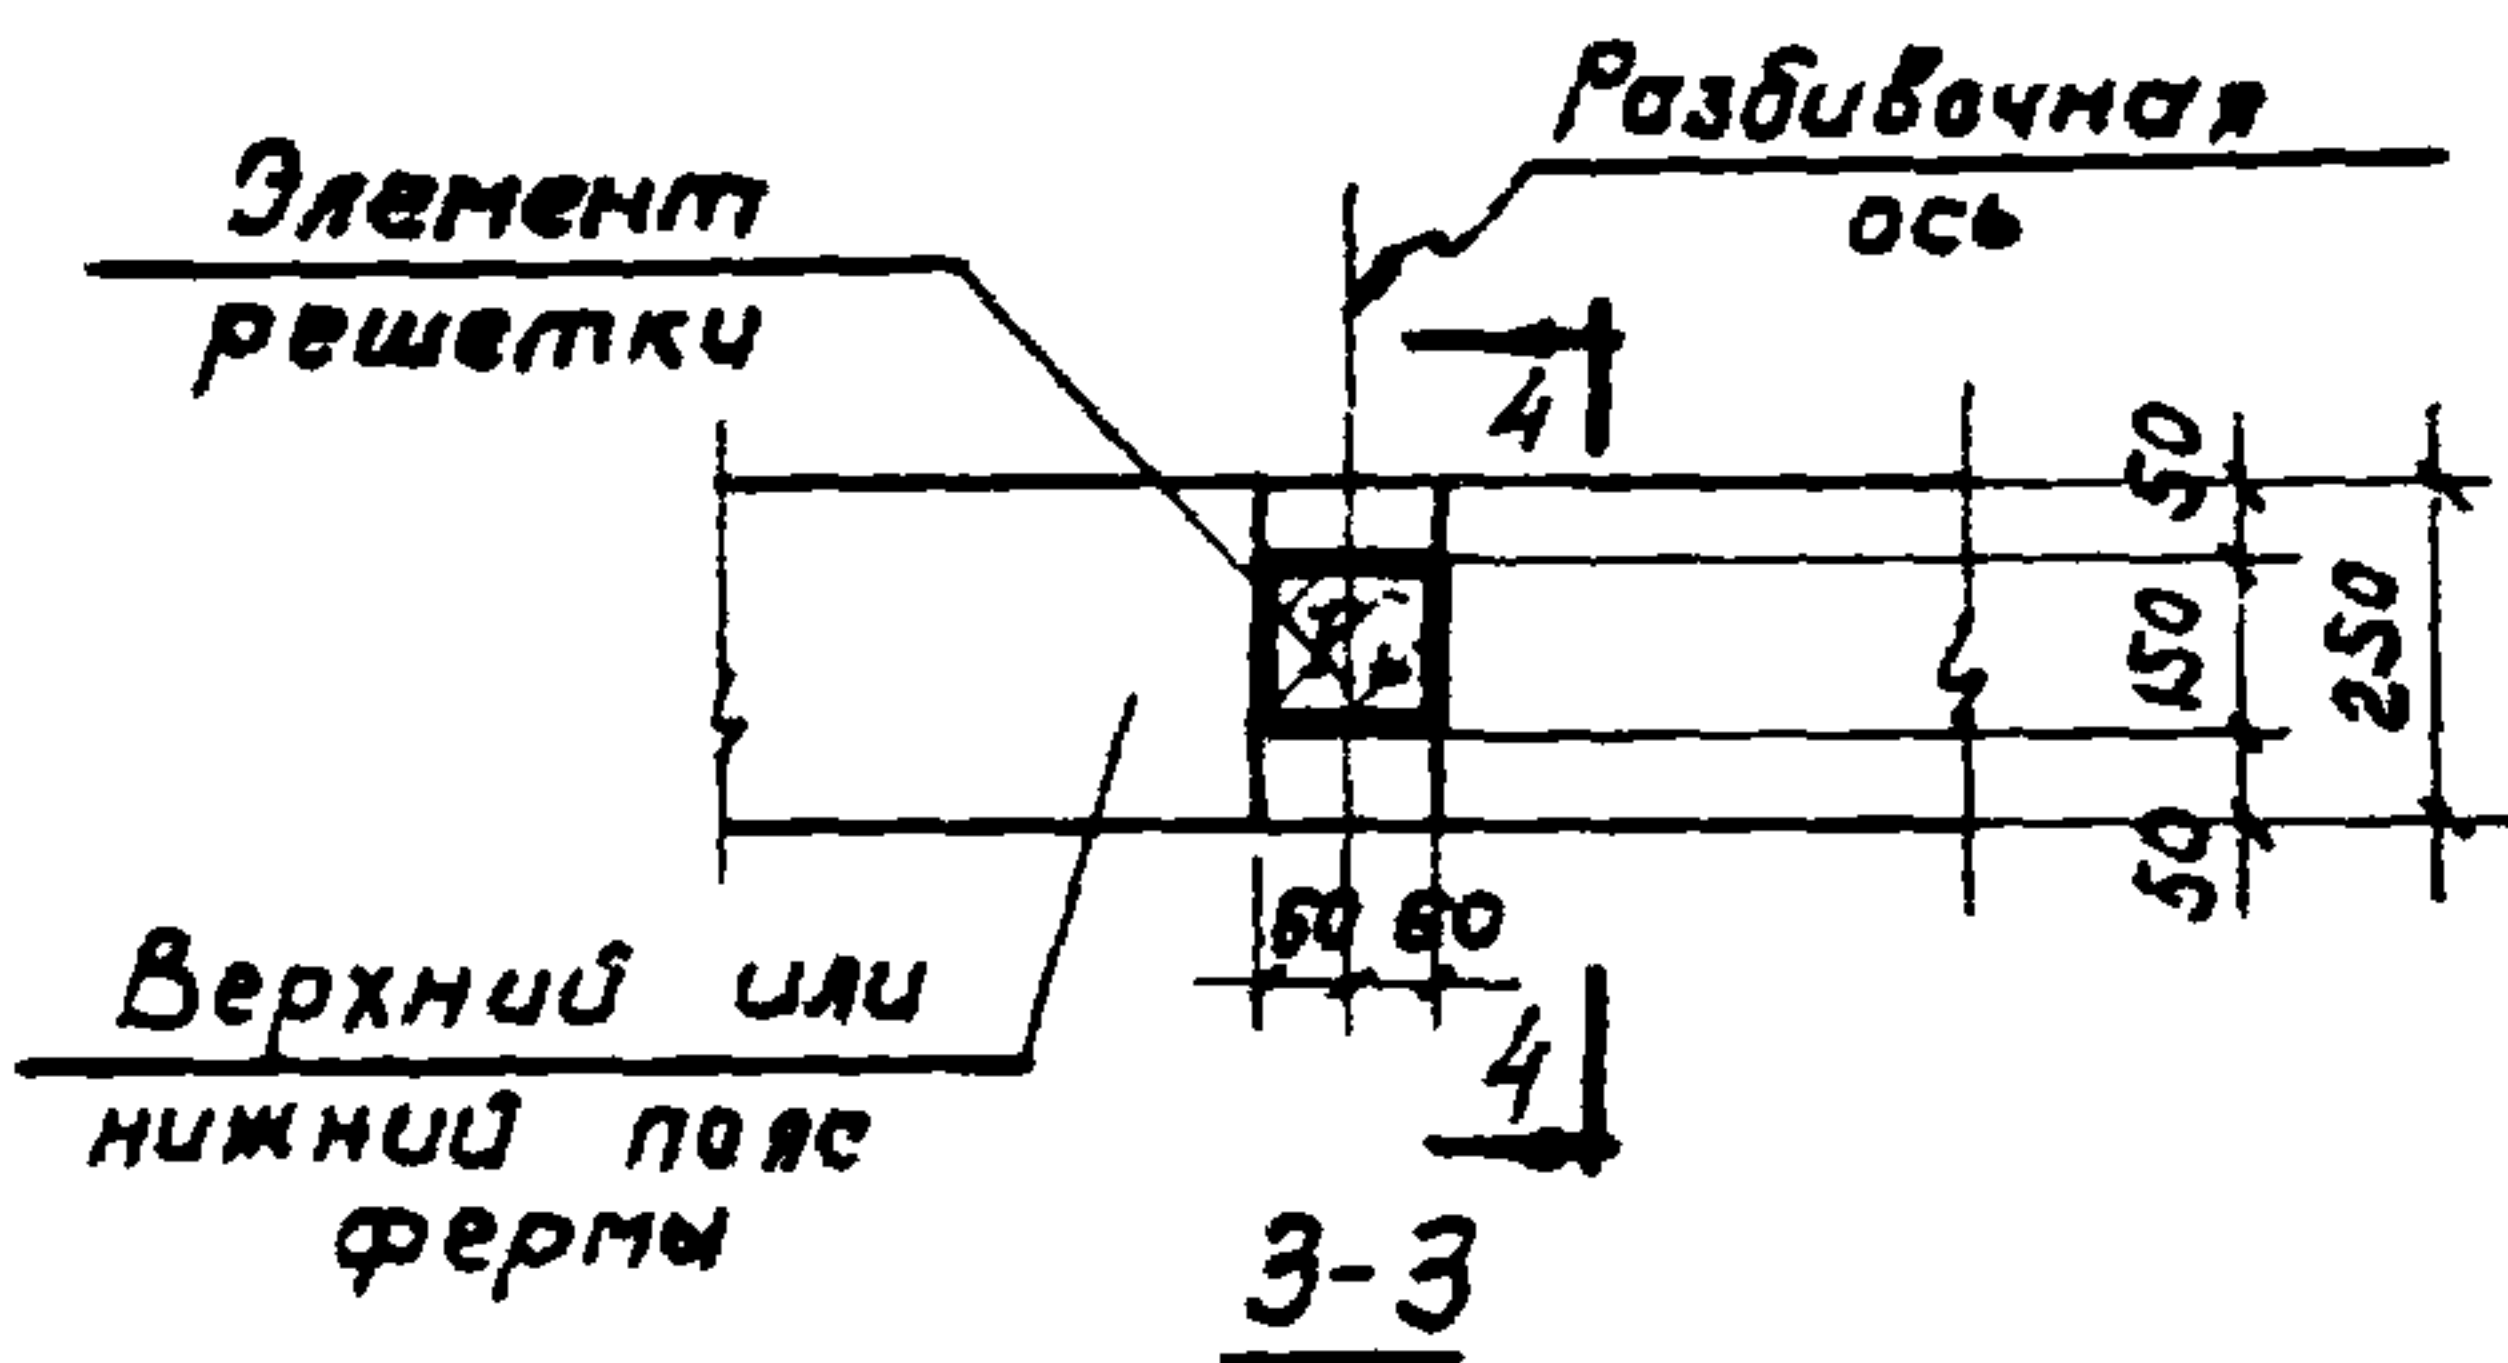 Разбивочная
ось
Элемент
решетки
4
50
150
250
50
60 60
Верхний или
нижний пояс
фермы
4
3-3